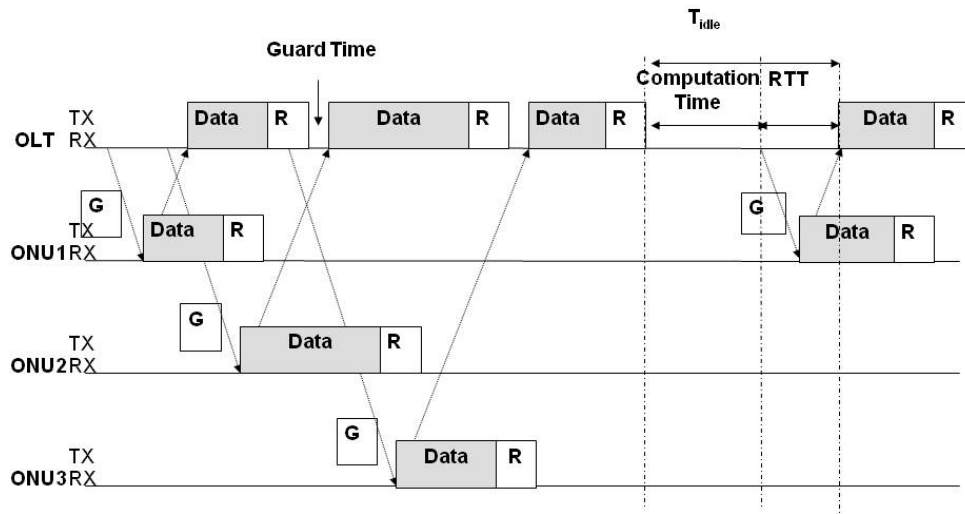 T idle
Guard Time
Computation RTT
Time
TX
OLT RX
Data R
Data R
Data R
Data R
G
G
TX
ONU1 RX
Data R
Data R
G
TX
ONU2 RX
Data R
G
TX
ONU3 RX
Data R